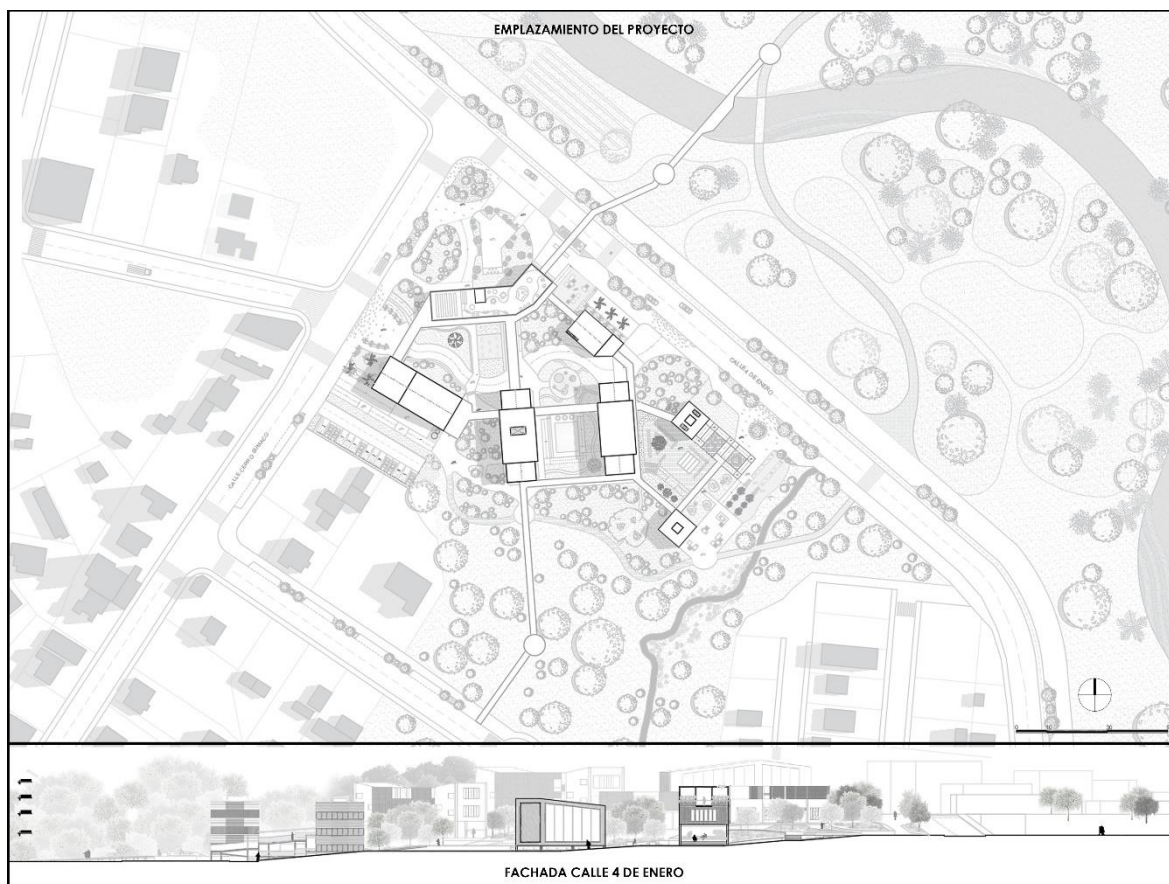 EMPLAZAMIENTO DEL PROYECTO
CALLE 4 DE ENERO
FACHADA CALLE 4 DE ENERO